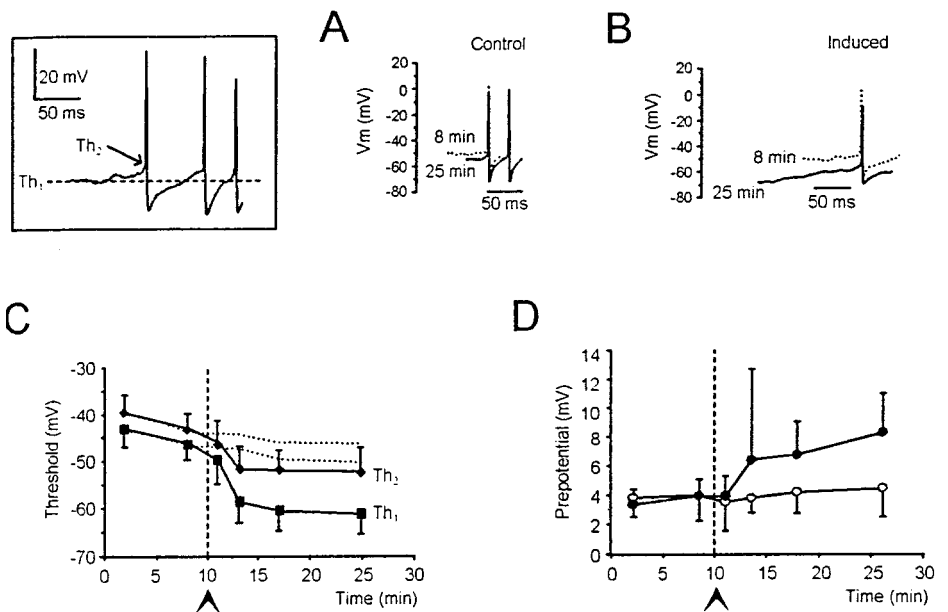 20 mV
50 ms
Th2
Th1
A
Control
Vm (mV)
20
0
-20
-40
-60
-80
8 min
25 min
50 ms
B
Induced
Vm (mV)
20
0
-20
-40
-60
-80
8 min
25 min
50 ms
C
Threshold (mV)
-30
-40
-50
-60
-70
Th2
Th1
0 5 10 15 20 25 30
Time (min)
D
Prepotential (mV)
14
12
10
8
6
4
2
0
0 5 10 15 20 25 30
Time (min)